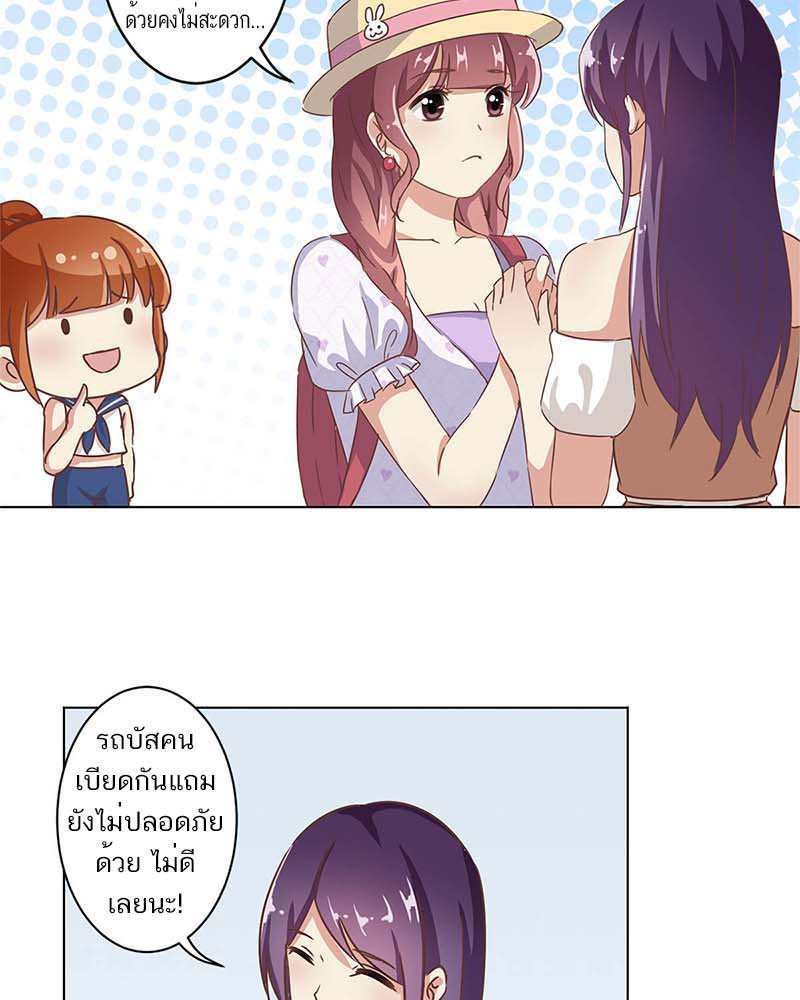 ด้วยคงไม่สะดวก...
รถบัสคน
เบียดกันแถม
ยังไม่ปลอดภัย
ด้วย ไม่ดี
เลยนะ!